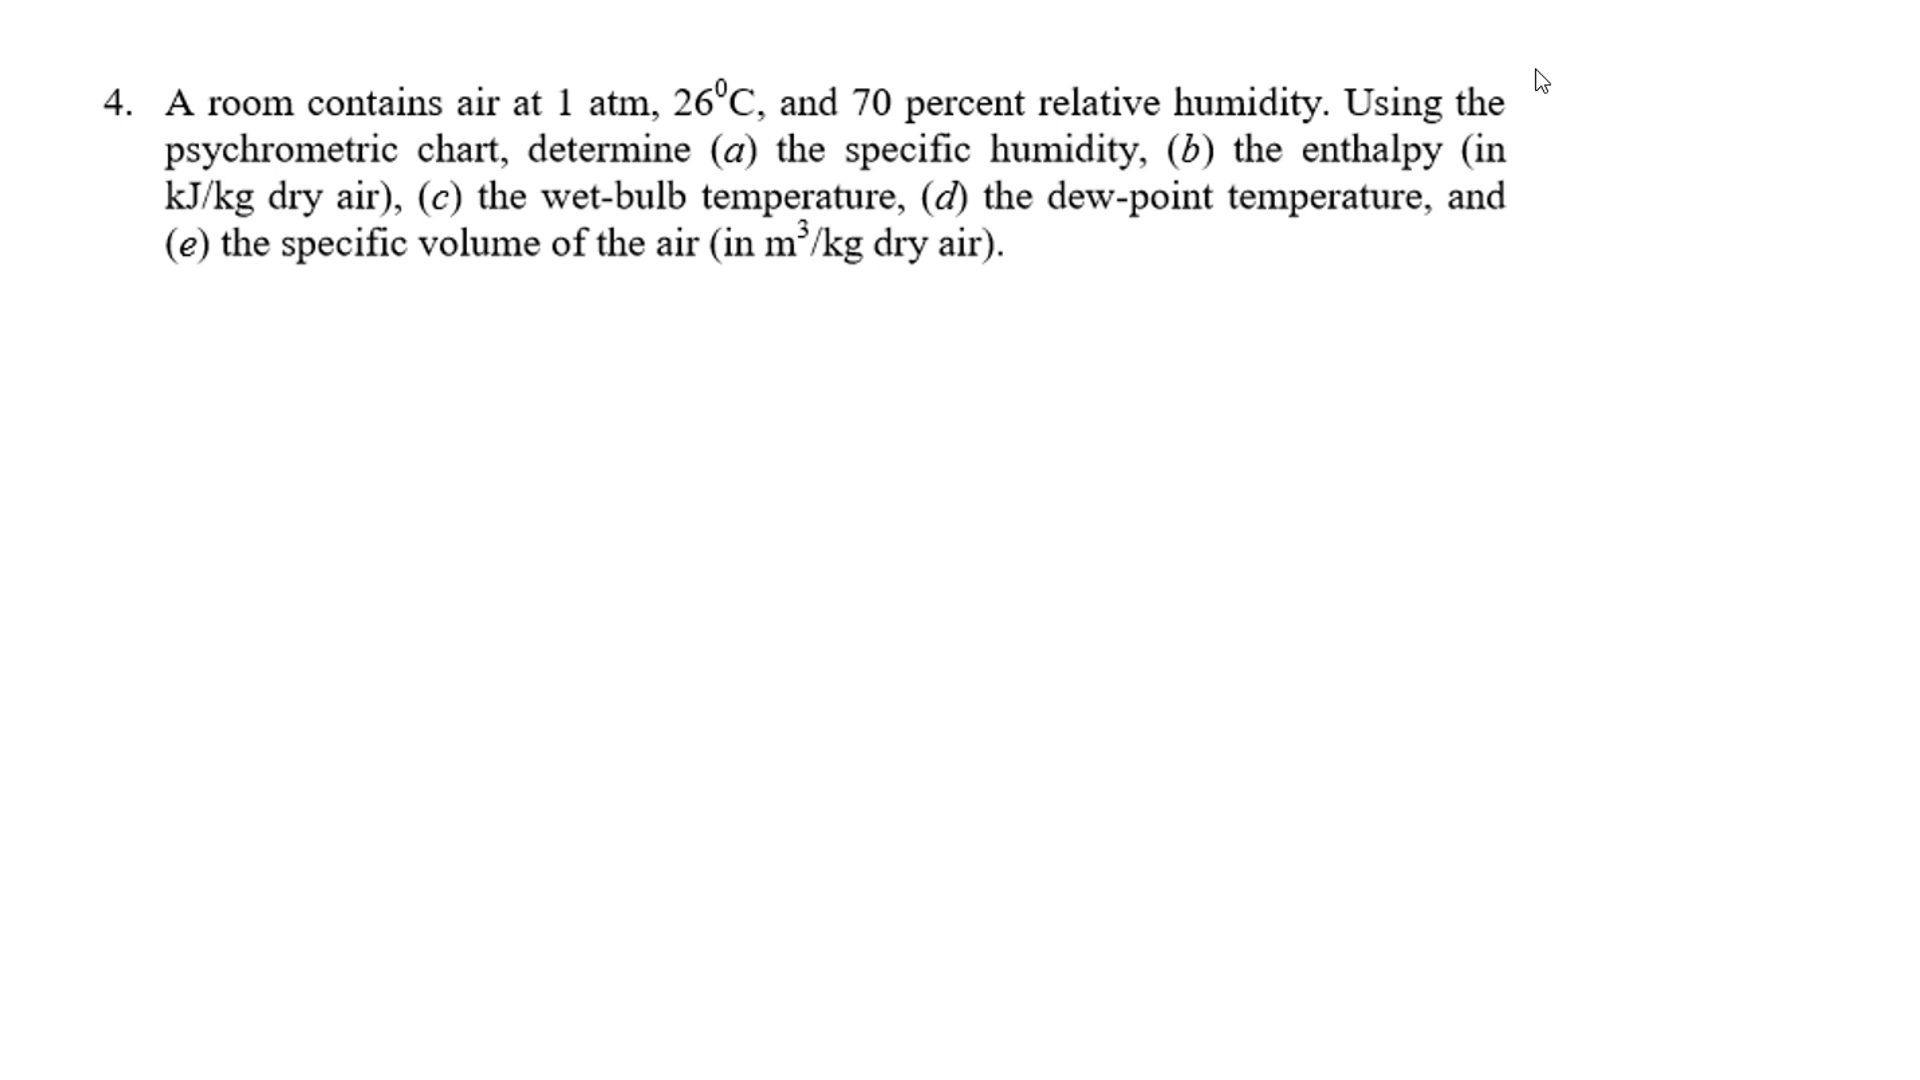 4. A room contains air at 1 atm, 26⁰C, and 70 percent relative humidity. Using the
psychrometric chart, determine (a) the specific humidity, (b) the enthalpy (in
kJ/kg dry air), (c) the wet-bulb temperature, (d) the dew-point temperature, and
(e) the specific volume of the air (in m³/kg dry air).